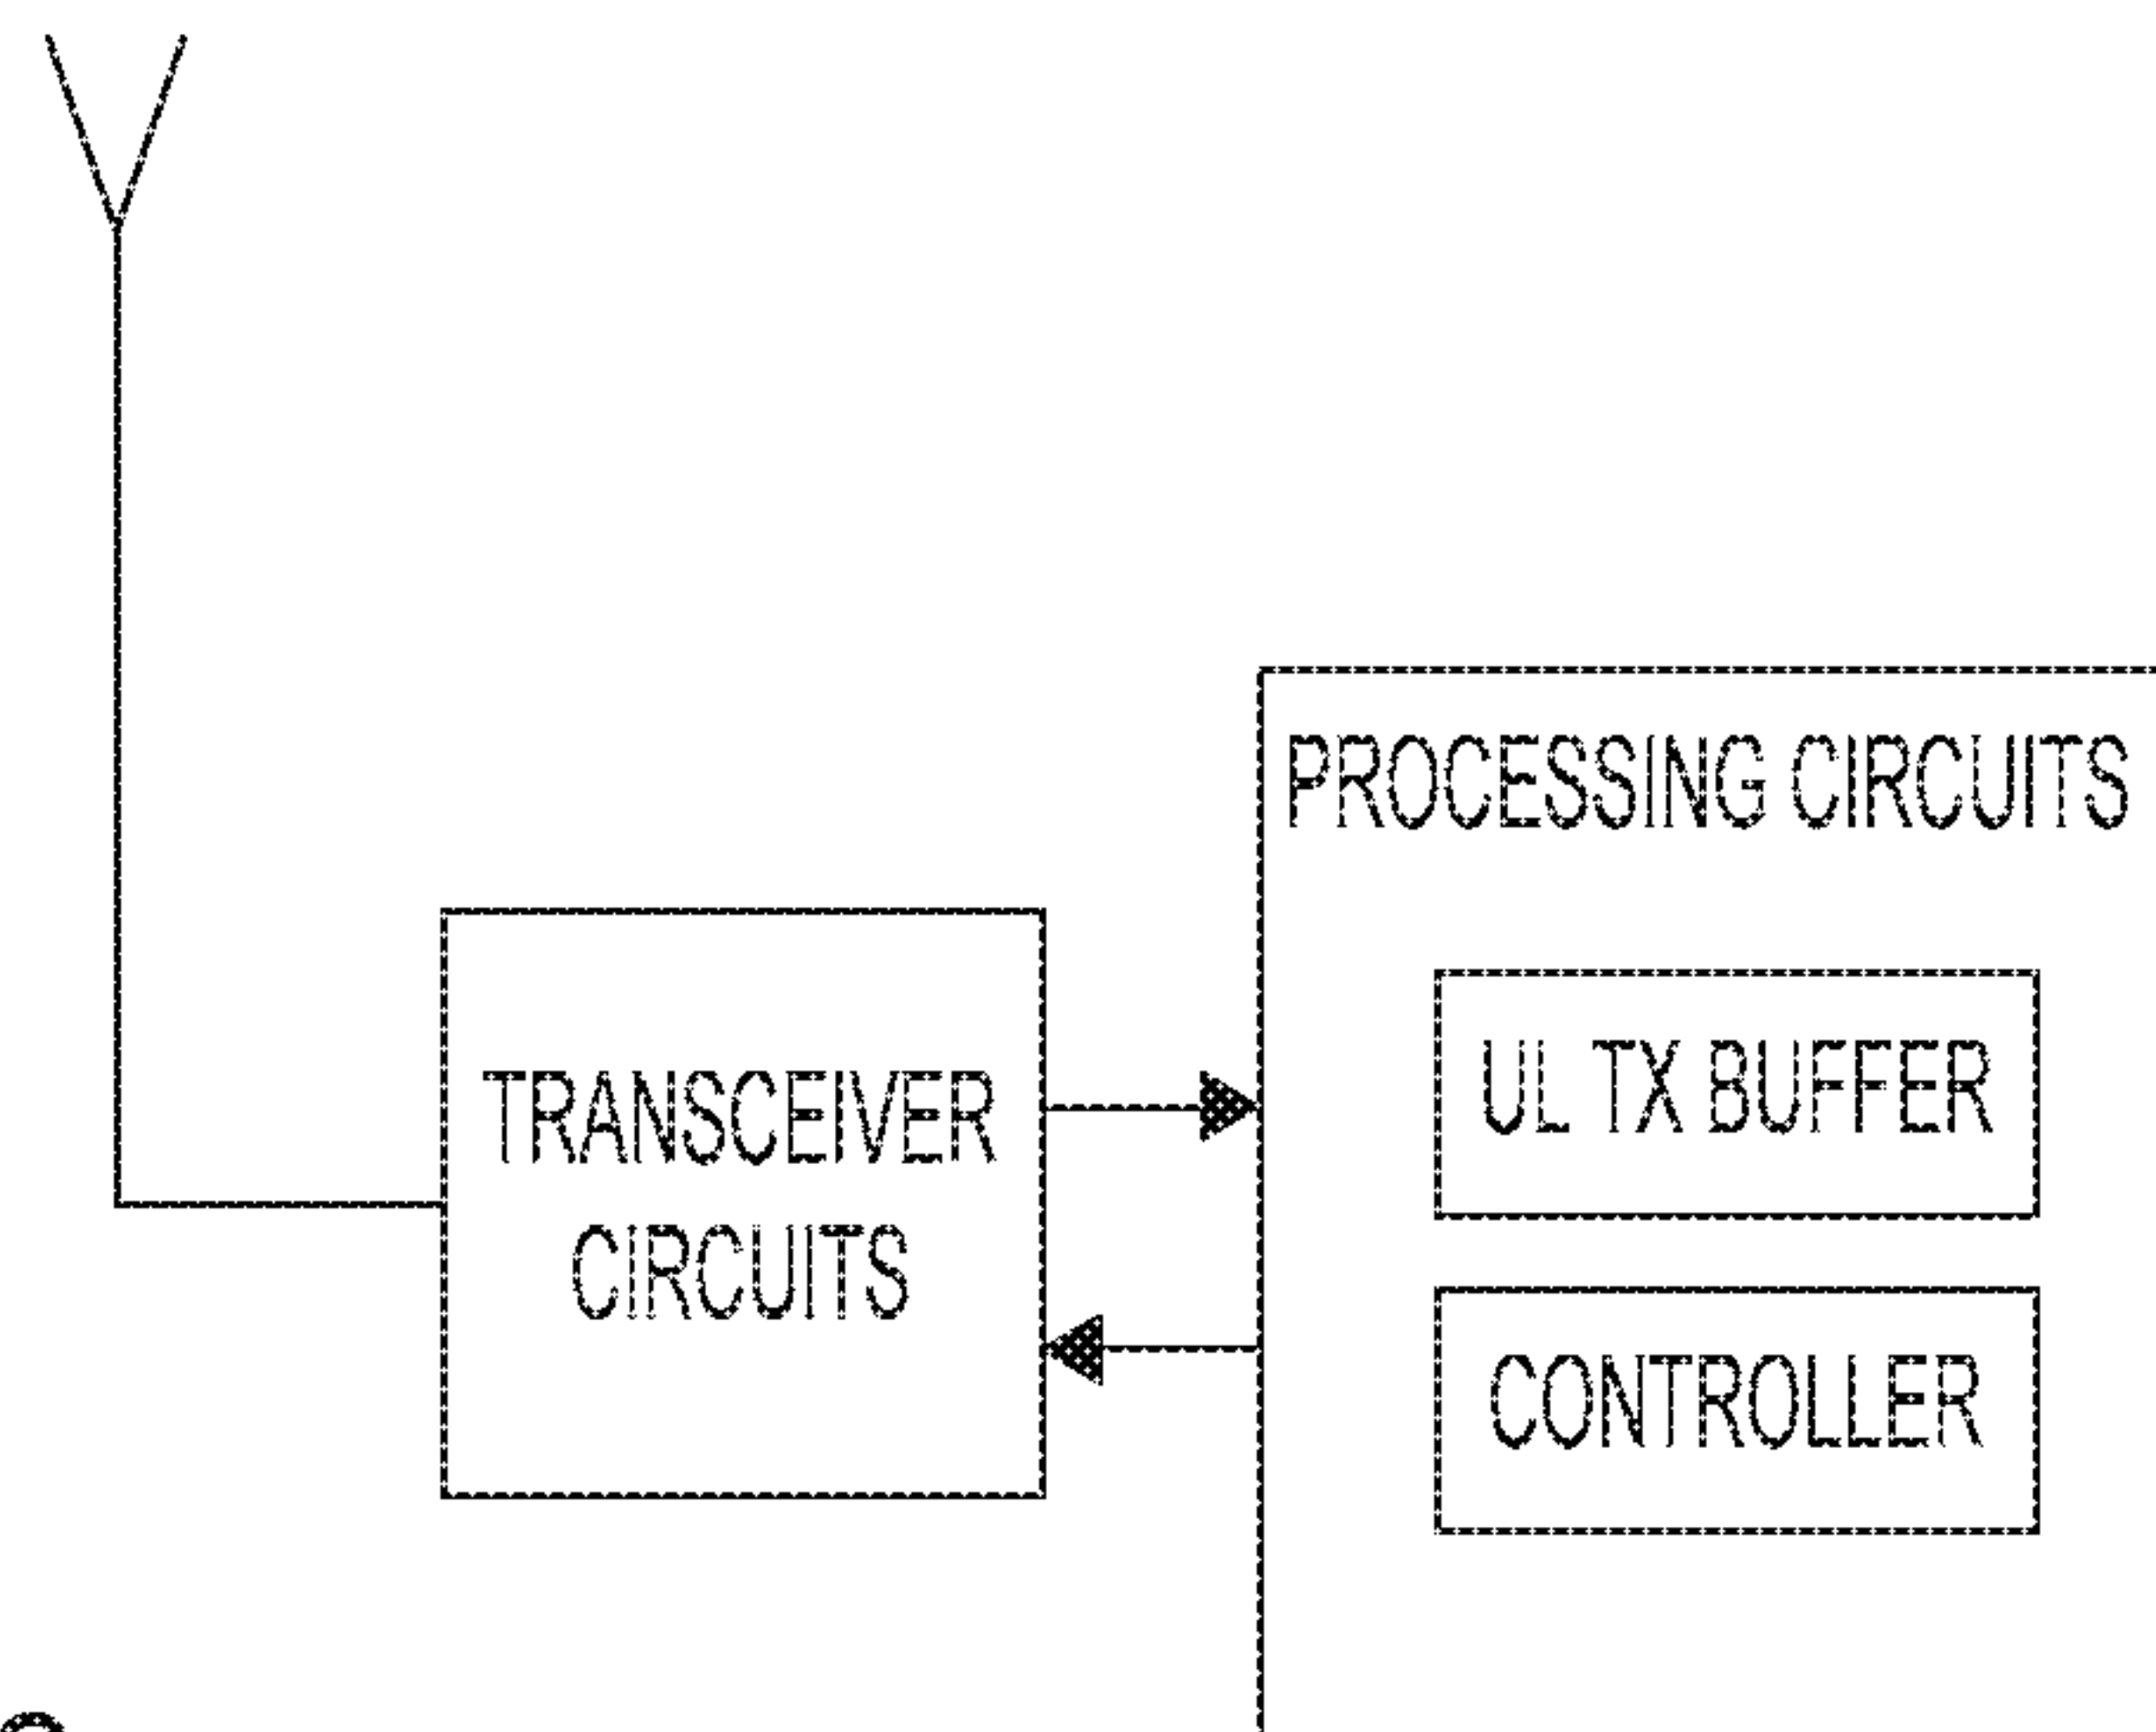 PROCESSING CIRCUITS
UL TX BUFFER
TRANSCEIVER
CIRCUITS
CONTROLLER